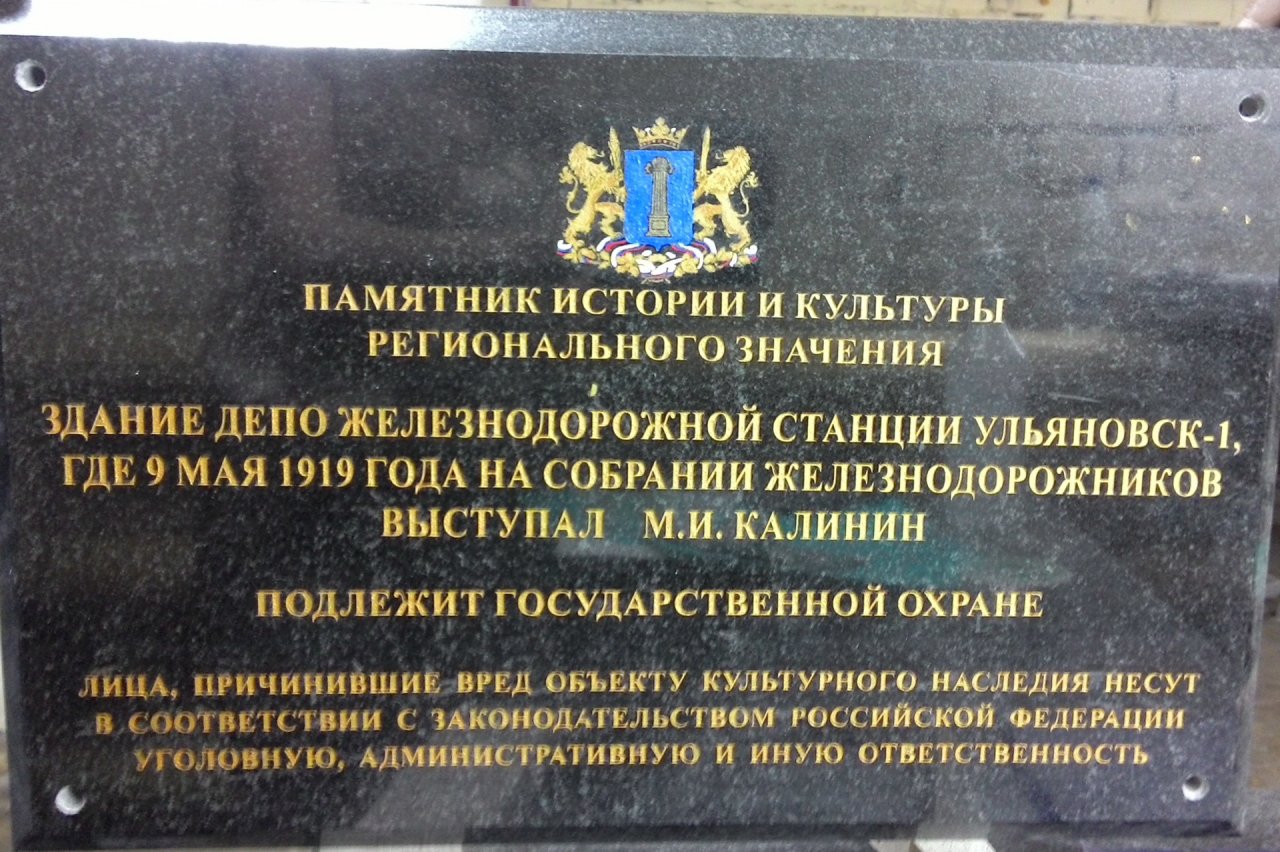 ПАМЯТНИК ИСТОРИИ И КУЛЬТУРЫ
РЕГИОНАЛЬНОГО ЗНАЧЕНИЯ
ЗДАНИЕ ДЕПО ЖЕЛЕЗНОДОРОЖНОЙ СТАНЦИИ УЛЬЯНОВСК-1,
ГДЕ 9 МАЯ 1919 ГОДА НА СОБРАНИИ ЖЕЛЕЗНОДОРОЖНИКОВ
ВЫСТУПАЛ М.И. КАЛИНИН
ПОДЛЕЖИТ ГОСУДАРСТВЕННОЙ ОХРАНЕ
ЛИЦА, ПРИЧИНИВШИЕ ВРЕД ОБЪЕКТУ КУЛЬТУРНОГО НАСЛЕДИЯ НЕСУТ
В СООТВЕТСТВИИ С ЗАКОНОДАТЕЛЬСТВОМ РОССИЙСКОЙ ФЕДЕРАЦИИ
УГОЛОВНУЮ, АДМИНИСТРАТИВНУЮ И ИНУЮ ОТВЕТСТВЕННОСТЬ